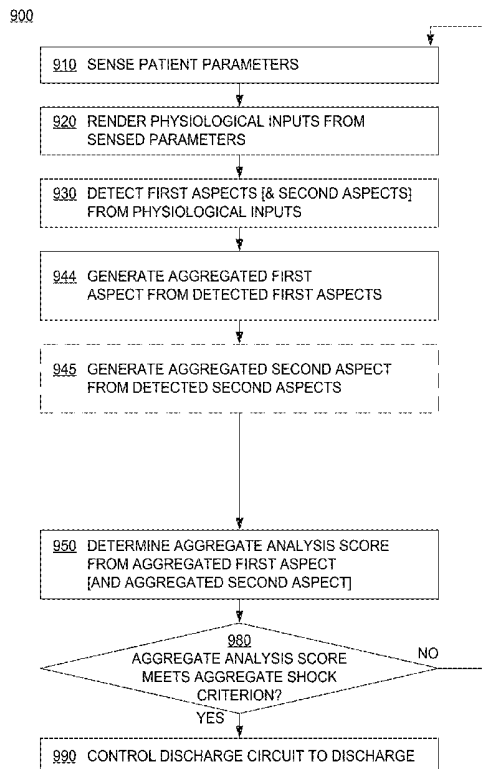 900
910 SENSE PATIENT PARAMETERS
920 RENDER PHYSIOLOGICAL INPUTS FROM
SENSED PARAMETERS
930 DETECT FIRST ASPECTS [& SECOND ASPECTS]
FROM PHYSIOLOGICAL INPUTS
944 GENERATE AGGREGATED FIRST
ASPECT FROM DETECTED FIRST ASPECTS
945 GENERATE AGGREGATED SECOND ASPECT
FROM DETECTED SECOND ASPECTS
950 DETERMINE AGGREGATE ANALYSIS SCORE
FROM AGGREGATED FIRST ASPECT
[AND AGGREGATED SECOND ASPECT]
980
AGGREGATE ANALYSIS SCORE
MEETS AGGREGATE SHOCK
CRITERION?
NO
YES
990 CONTROL DISCHARGE CIRCUIT TO DISCHARGE